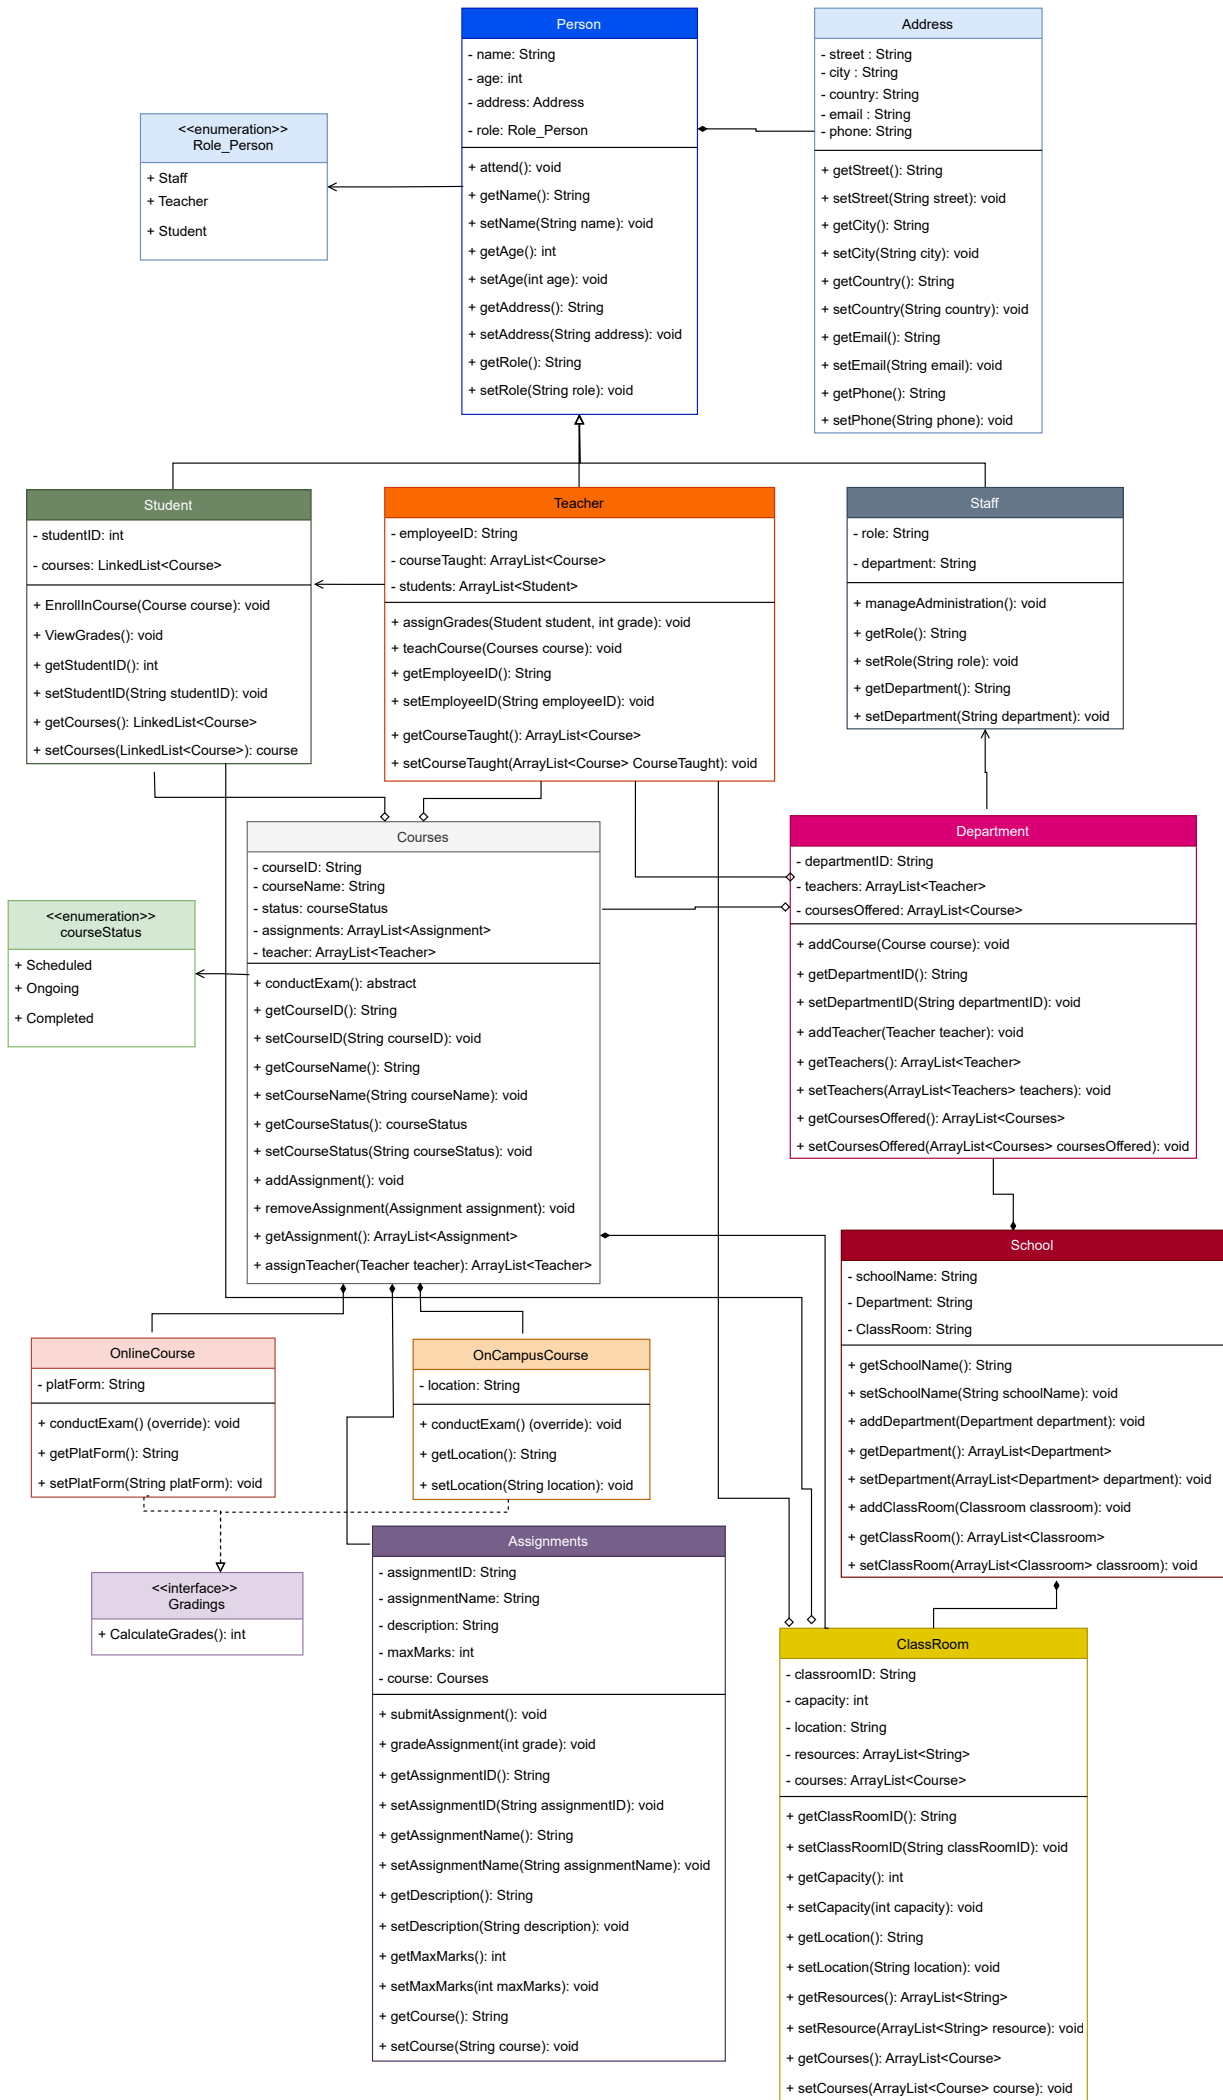 Person
- name: String
- age: int
- address: Address
- role: Role_Person
+ attend(): void
+ getName(): String
+ setName(String name): void
+ getAge(): int
+ setAge(int age): void
+ getAddress(): String
+ setAddress(String address): void
+ getRole(): String
+ setRole(String role): void
Address
- street : String
- city : String
- country: String
- email : String
- phone: String
+ getStreet(): String
+ setStreet(String street): void
+ getCity(): String
+ setCity(String city): void
+ getCountry(): String
+ setCountry(String country): void
+ getEmail(): String
+ setEmail(String email): void
+ getPhone(): String
+ setPhone(String phone): void
<<enumeration>>
Role_Person
+ Staff
+ Teacher
+ Student
Student
- studentID: int
- courses: LinkedList<Course>
+ EnrollInCourse(Course course): void
+ ViewGrades(): void
+ getStudentID(): int
+ setStudentID(String studentID): void
+ getCourses(): LinkedList<Course>
+ setCourses(LinkedList<Course>): course
Teacher
- employeeID: String
- courseTaught: ArrayList<Course>
- students: ArrayList<Student>
+ assignGrades(Student student, int grade): void
+ teachCourse(Courses course): void
+ getEmployeeID(): String
+ setEmployeeID(String employeeID): void
+ getCourseTaught(): ArrayList<Course>
+ setCourseTaught(ArrayList<Course> CourseTaught): void
Staff
- role: String
- department: String
+ manageAdministration(): void
+ getRole(): String
+ setRole(String role): void
+ getDepartment(): String
+ setDepartment(String department): void
Courses
- courseID: String
- courseName: String
- status: courseStatus
- assignments: ArrayList<Assignment>
- teacher: ArrayList<Teacher>
+ conductExam(): abstract
+ getCourseID(): String
+ setCourseID(String courseID): void
+ getCourseName(): String
+ setCourseName(String courseName): void
+ getCourseStatus(): courseStatus
+ setCourseStatus(String courseStatus): void
+ addAssignment(): void
+ removeAssignment(Assignment assignment): void
+ getAssignment(): ArrayList<Assignment>
+ assignTeacher(Teacher teacher): ArrayList<Teacher>
Department
- departmentID: String
- teachers: ArrayList<Teacher>
- coursesOffered: ArrayList<Course>
+ addCourse(Course course): void
+ getDepartmentID(): String
+ setDepartmentID(String departmentID): void
+ addTeacher(Teacher teacher): void
+ getTeachers(): ArrayList<Teacher>
+ setTeachers(ArrayList<Teachers> teachers): void
+ getCoursesOffered(): ArrayList<Courses>
+ setCoursesOffered(ArrayList<Courses> coursesOffered): void
<<enumeration>>
courseStatus
+ Scheduled
+ Ongoing
+ Completed
School
- schoolName: String
- Department: String
- ClassRoom: String
+ getSchoolName(): String
+ setSchoolName(String schoolName): void
+ addDepartment(Department department): void
+ getDepartment(): ArrayList<Department>
+ setDepartment(ArrayList<Department> department): void
+ addClassRoom(Classroom classroom): void
+ getClassRoom(): ArrayList<Classroom>
+ setClassRoom(ArrayList<Classroom> classroom): void
OnlineCourse
- platForm: String
+ conductExam() (override): void
+ getPlatForm(): String
+ setPlatForm(String platForm): void
OnCampusCourse
- location: String
+ conductExam() (override): void
+ getLocation(): String
+ setLocation(String location): void
<<interface>>
Gradings
+ CalculateGrades(): int
Assignments
- assignmentID: String
- assignmentName: String
- description: String
- maxMarks: int
- course: Courses
+ submitAssignment(): void
+ gradeAssignment(int grade): void
+ getAssignmentID(): String
+ setAssignmentID(String assignmentID): void
+ getAssignmentName(): String
+ setAssignmentName(String assignmentName): void
+ getDescription(): String
+ setDescription(String description): void
+ getMaxMarks(): int
+ setMaxMarks(int maxMarks): void
+ getCourse(): String
+ setCourse(String course): void
ClassRoom
- classroomID: String
- capacity: int
- location: String
- resources: ArrayList<String>
- courses: ArrayList<Course>
+ getClassRoomID(): String
+ setClassRoomID(String classRoomID): void
+ getCapacity(): int
+ setCapacity(int capacity): void
+ getLocation(): String
+ setLocation(String location): void
+ getResources(): ArrayList<String>
+ setResource(ArrayList<String> resource): void
+ getCourses(): ArrayList<Course>
+ setCourses(ArrayList<Course> course): void